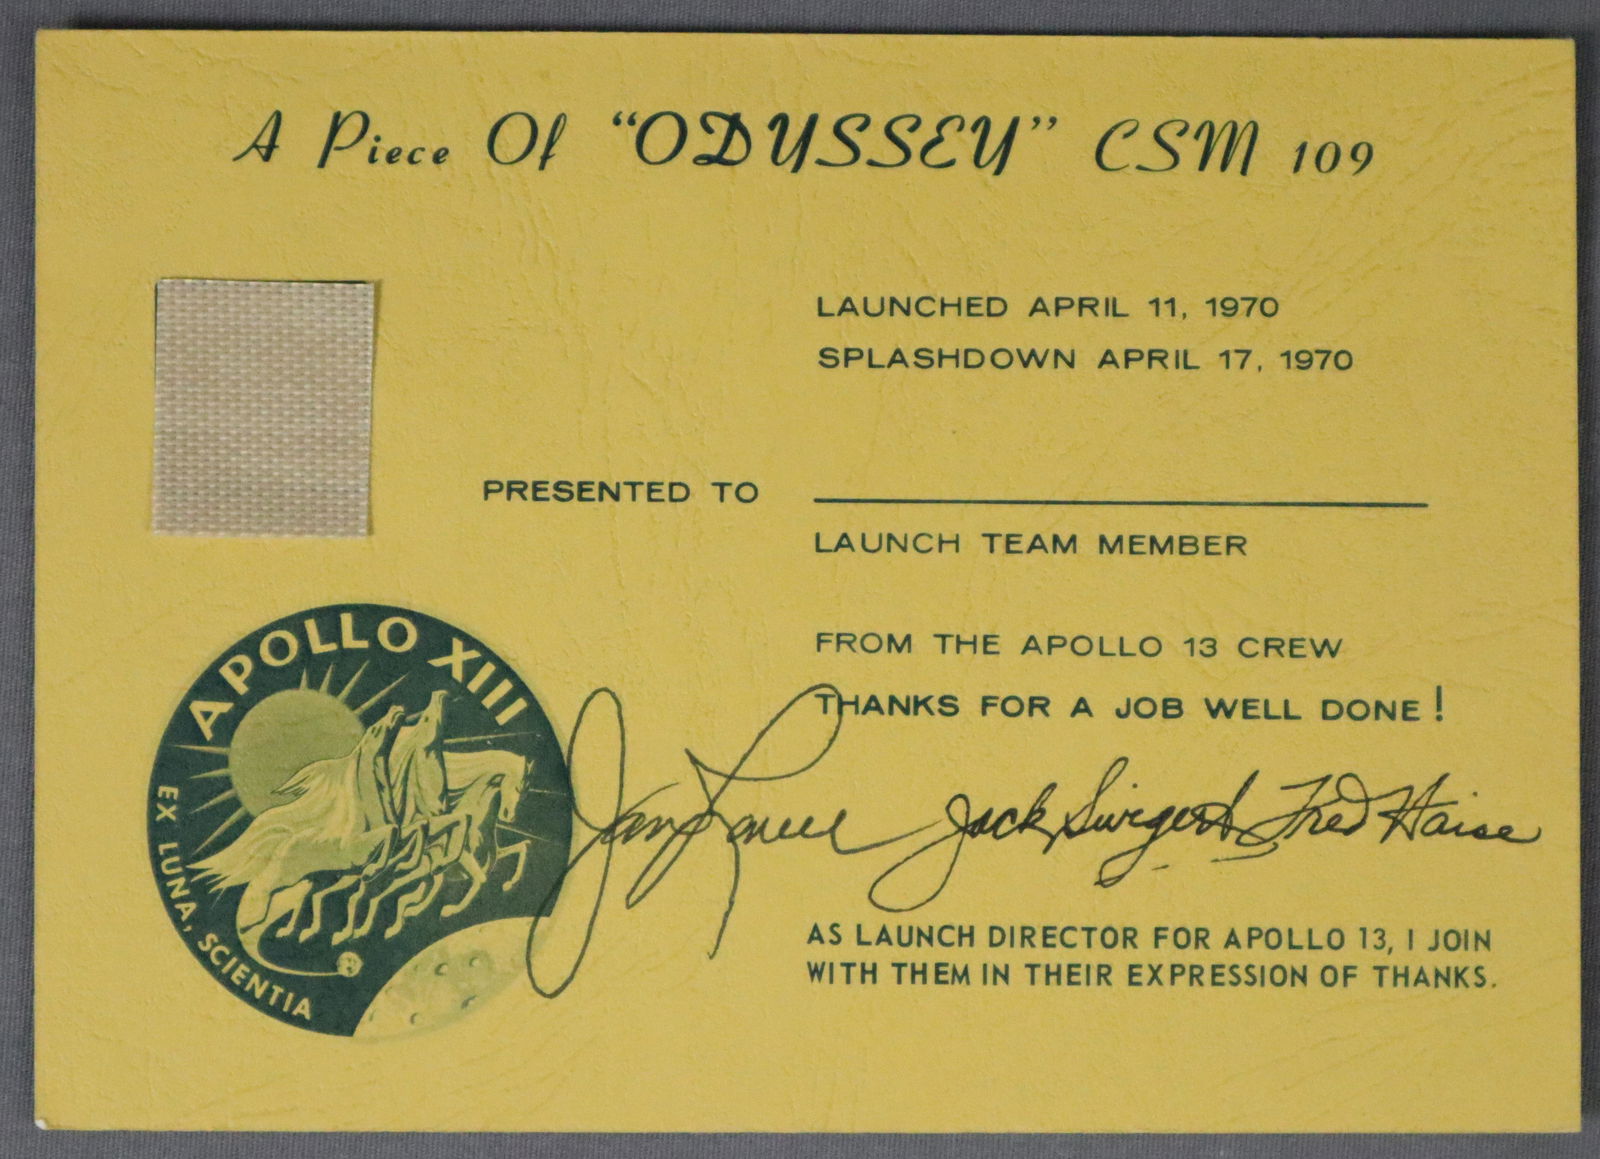 A Piece Of “ODYSSEY” CSM 109
LAUNCHED APRIL 11, 1970
SPLASHDOWN APRIL 17, 1970
PRESENTED TO
LAUNCH TEAM MEMBER
FROM THE APOLLO 13 CREW
THANKS FOR A JOB WELL DONE!
APOLLO XIII
EX LUNA, SCIENTIA
Jack Swigert Fred Haise
AS LAUNCH DIRECTOR FOR APOLLO 13, I JOIN
WITH THEM IN THEIR EXPRESSION OF THANKS.